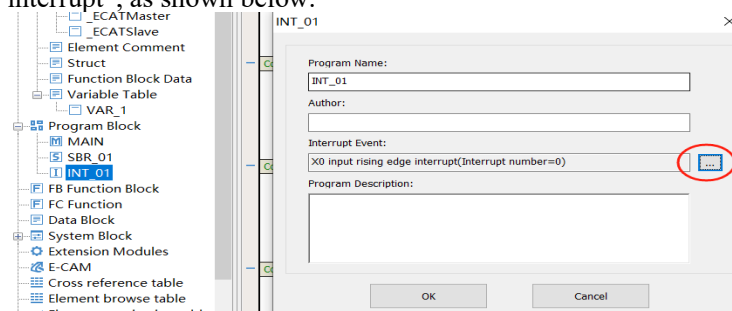 interrupt", as shown below:
_ECATMaster
_ECATSlave
Element Comment
Struct
Function Block Data
Variable Table
VAR_1
Program Block
MAIN
SBR_01
INT_01
FB Function Block
FC Function
Data Block
System Block
Extension Modules
E-CAM
Cross reference table
Element browse table
INT_01
Program Name:
INT_01
Author:
Interrupt Event:
X0 input rising edge interrupt(Interrupt number=0)
...
Program Description:
OK
Cancel